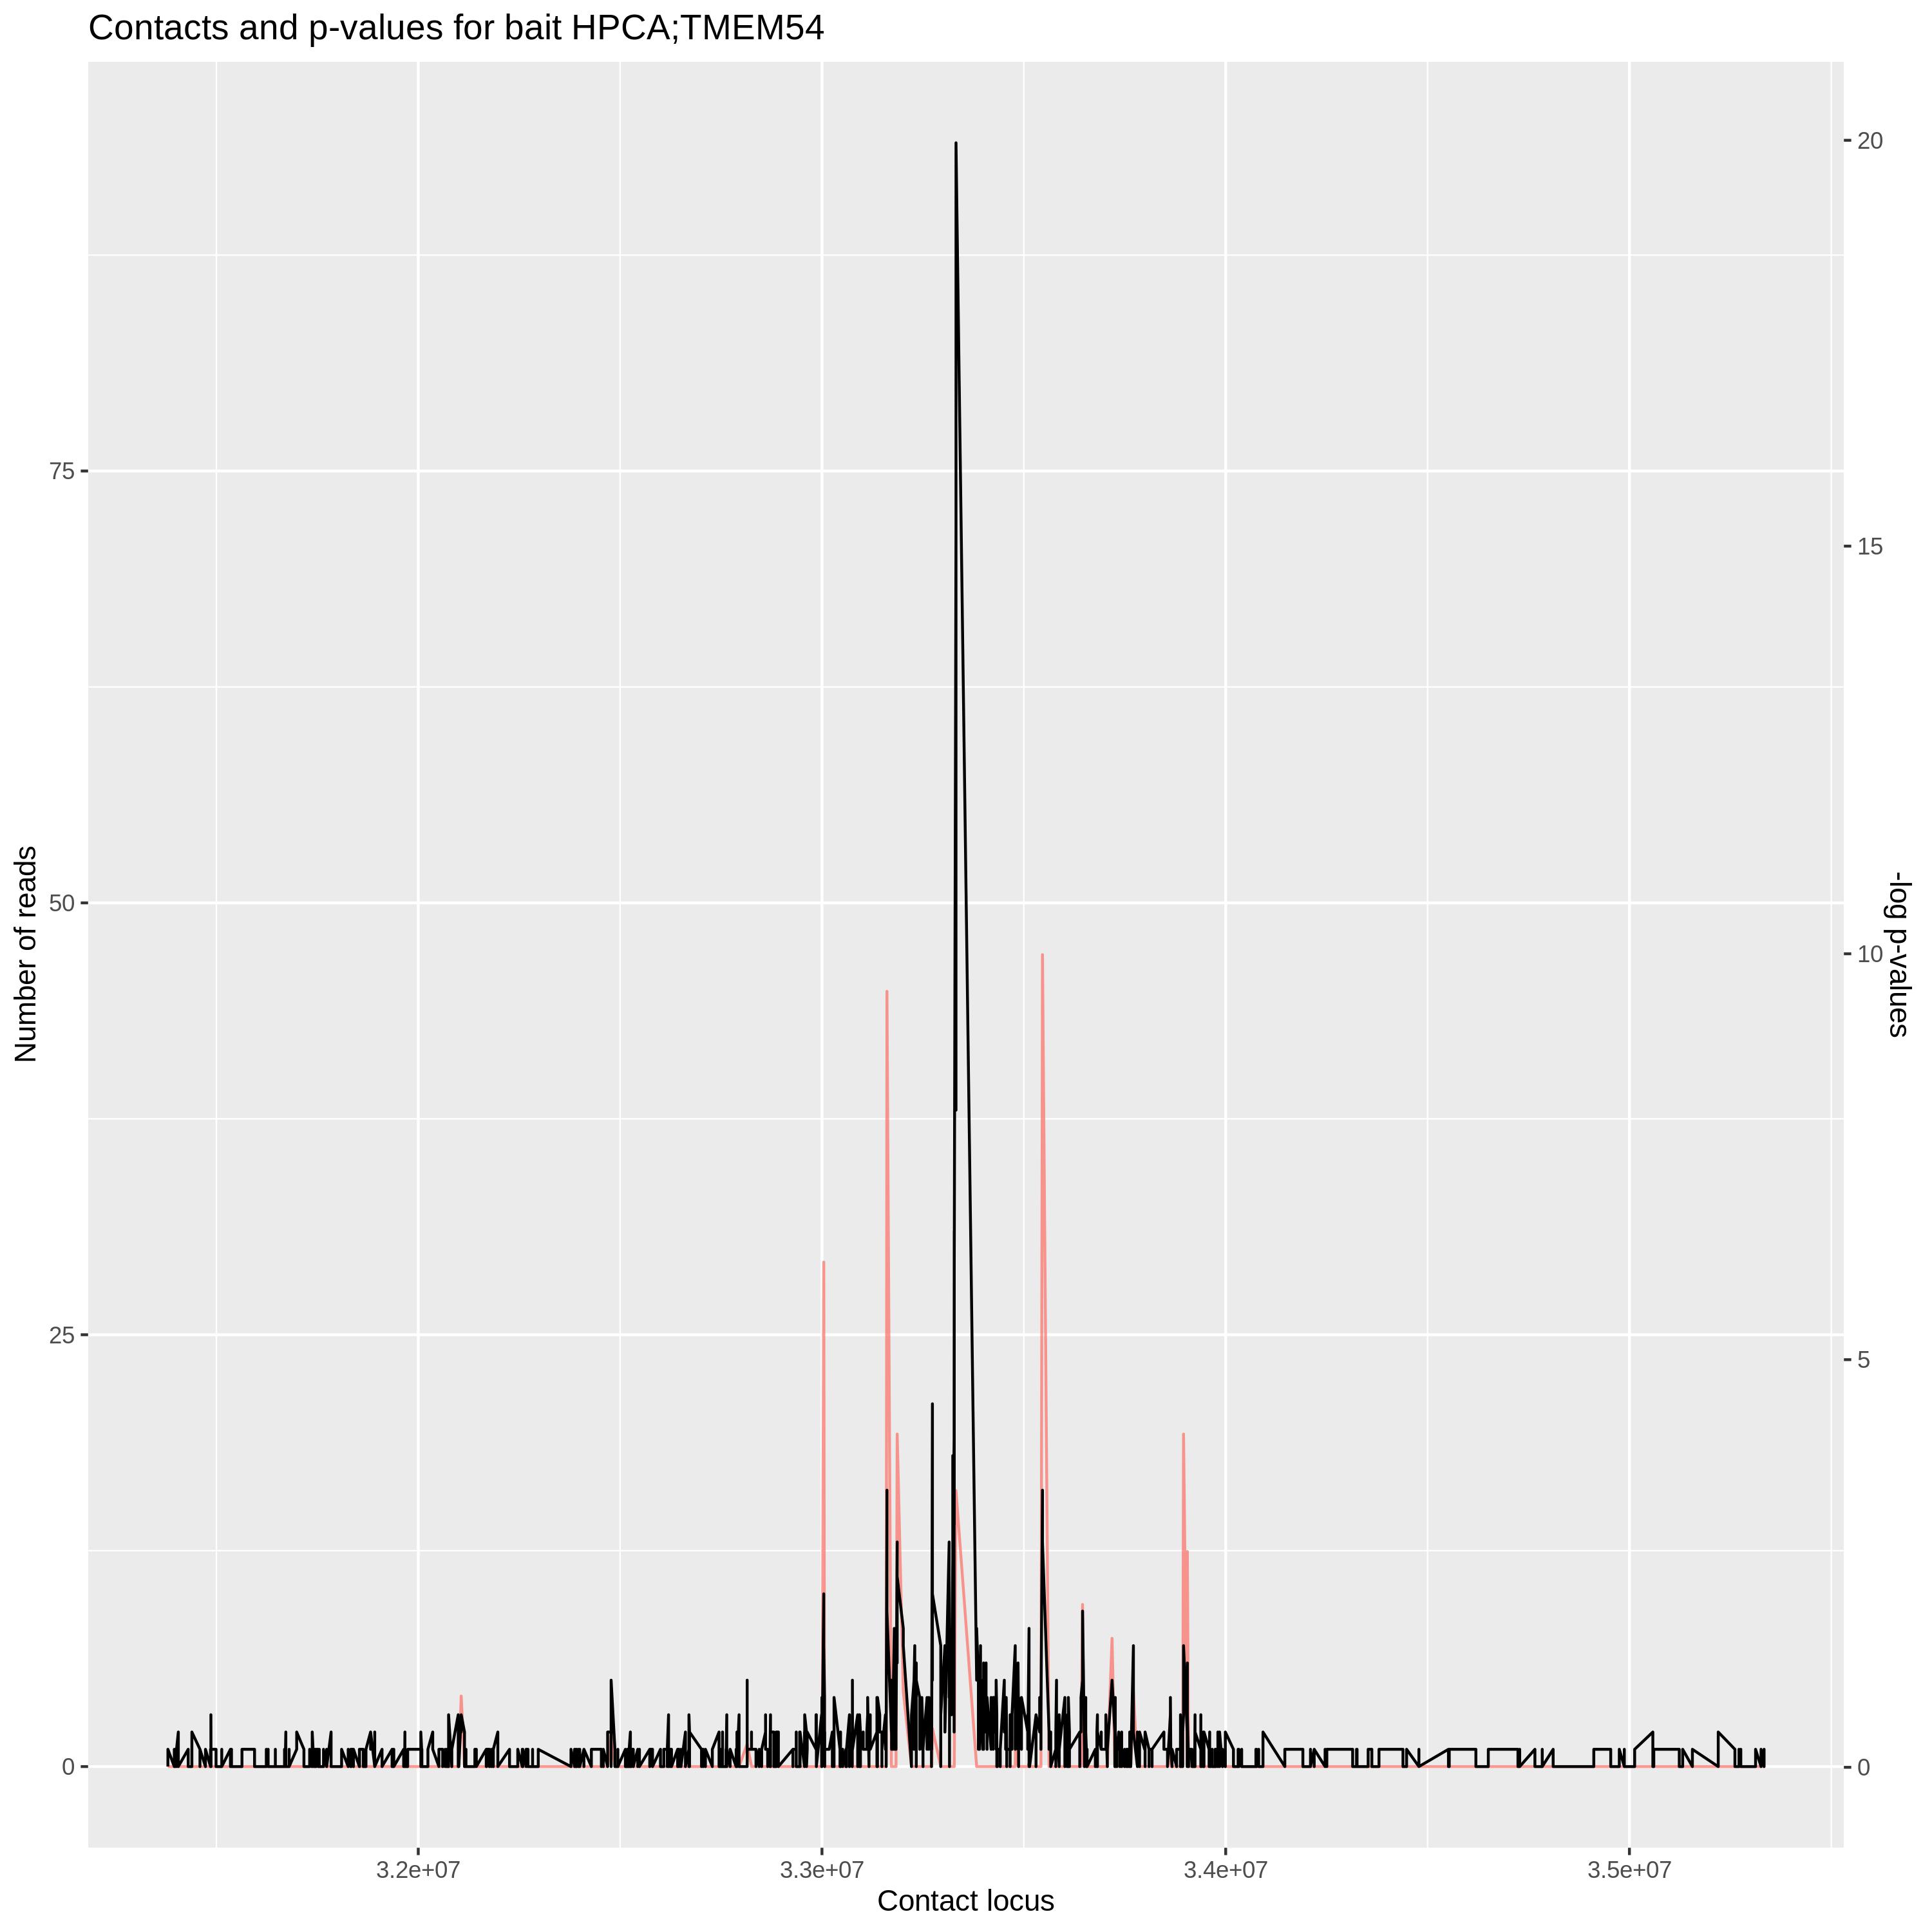 Contacts and p-values for bait HPCA;TMEM54
Number of reads
75
50
25
0
20
15
10
5
0
-log p-values
3.2e+07
3.3e+07
3.4e+07
3.5e+07
Contact locus